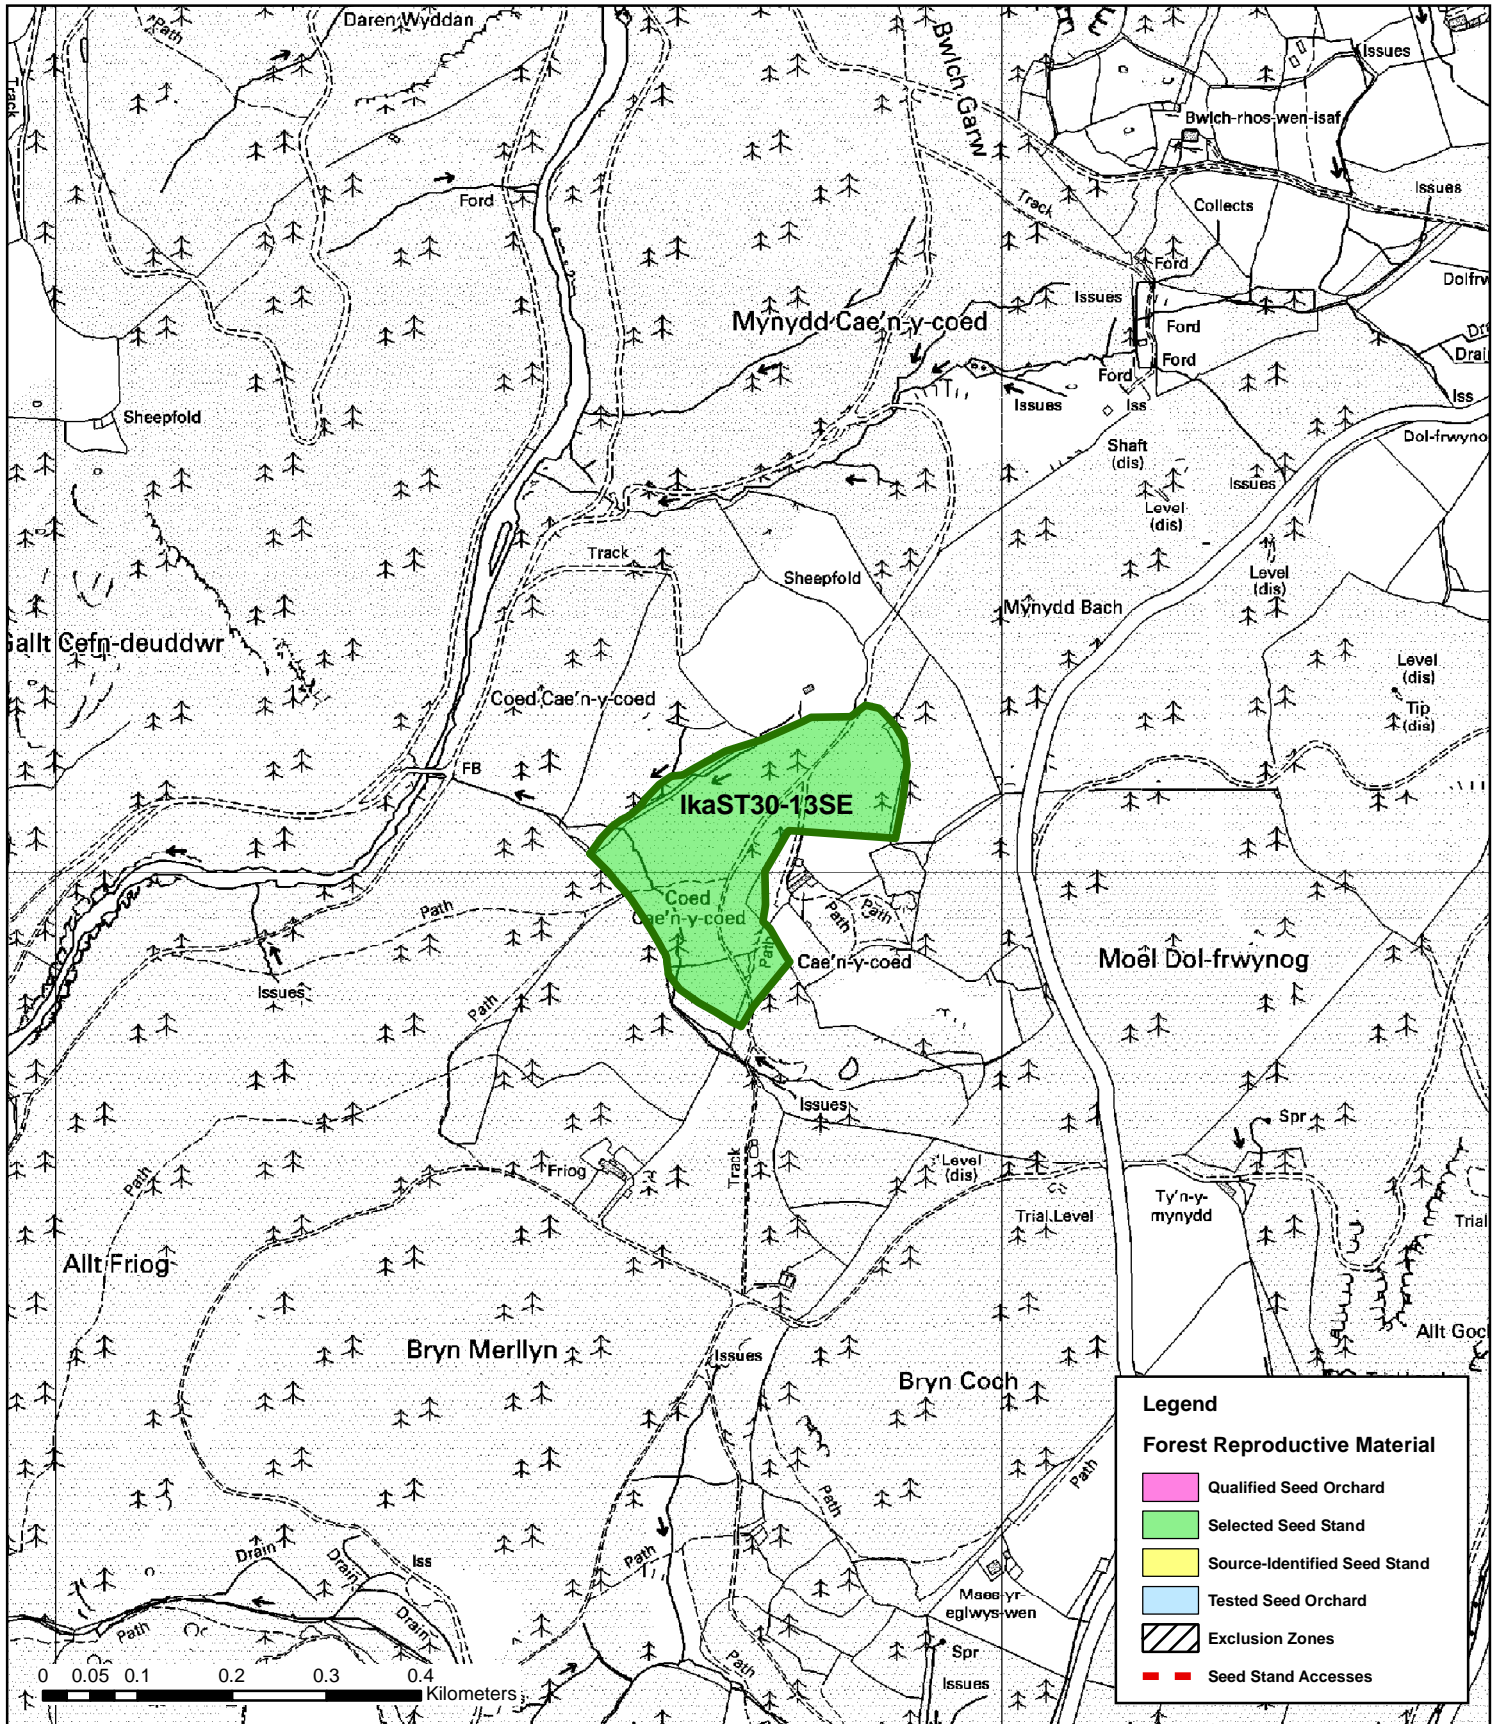 Daren Wyddan
Path
Track
Bwlch Garw
Issues
Bwlch-rhos-wen-isaf
Issues
Ford
Track
Collects
Ford
Issues
Ford
Mynydd Cae'n-y-coed
Ford
Ford
Drain
Iss
Issues
Iss
Sheepfold
Shaft
(dis)
Issues
Level
(dis)
Track
Sheepfold
Level
(dis)
Mynydd Bach
Gallt Cefn-deuddwr
Level
(dis)
Coed Cae'n-y-coed
Tip
(dis)
FB
lkaST30-13SE
Coed
Cae'n-y-coed
Path
Path
Path
Path
Cae'n-y-coed
Moel Dol-frwynog
Issues
Path
Issues
Spr
Friog
Track
Level
(dis)
Path
Trial Level
Ty'n-y-
mynydd
Trial
Allt Friog
Bryn Merllyn
Issues
Bryn Coch
Path
Path
Drain
Drain
Iss
Path
Drain
Path
Maes-yr-
eglwys-wen
Path
Spr
Issues
Legend
Forest Reproductive Material
Qualified Seed Orchard
Selected Seed Stand
Source-Identified Seed Stand
Tested Seed Orchard
Exclusion Zones
Seed Stand Accesses
0 0.05 0.1 0.2 0.3 0.4
Kilometers